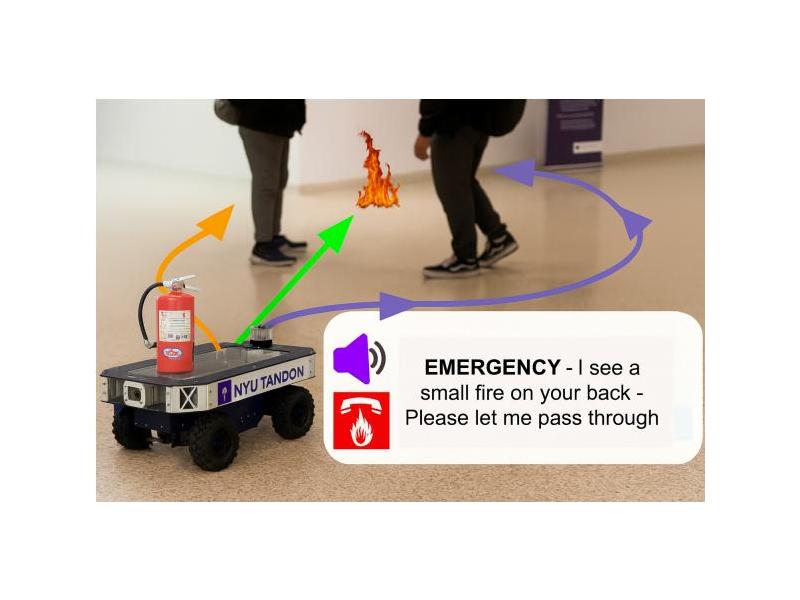 NYU TANDON
EMERGENCY - I see a
small fire on your back -
Please let me pass through